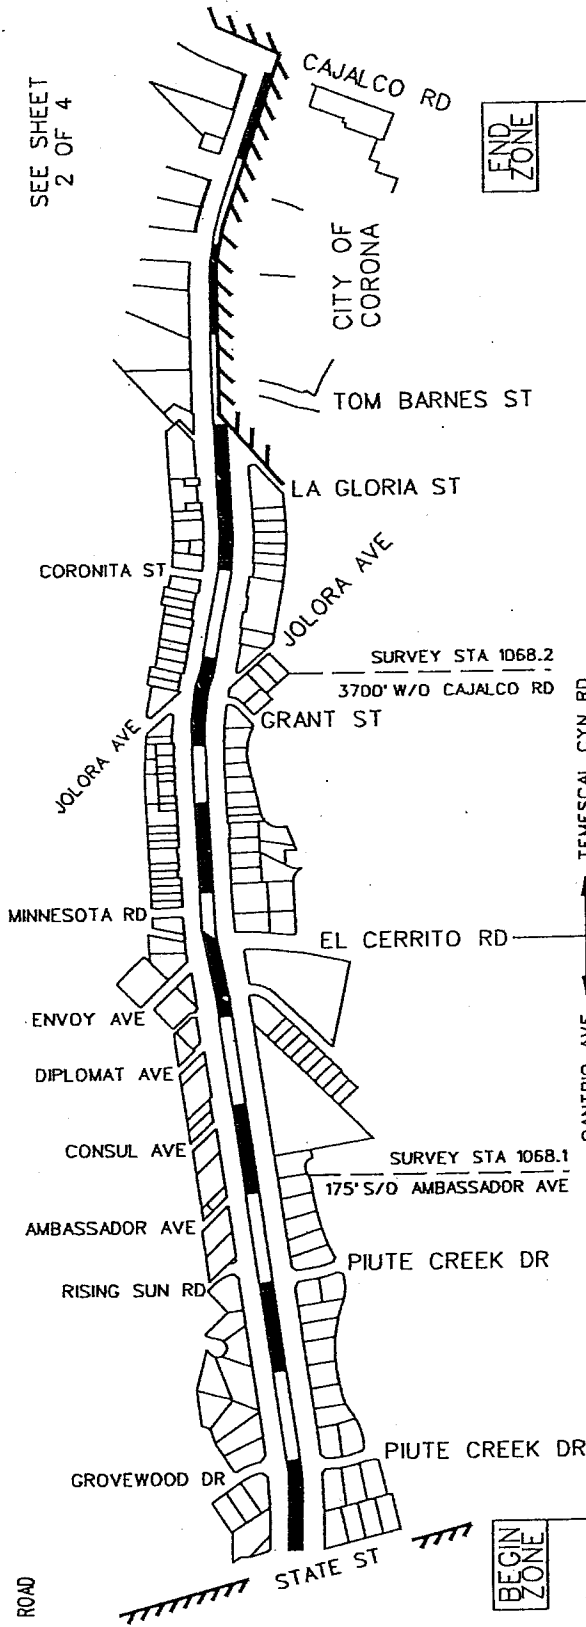 SEE SHEET
2 OF 4
CAJALCO RD
END
ZONE
CITY OF
CORONA
TOM BARNES ST
LA GLORIA ST
CORONITA ST
JOLORA AVE
SURVEY STA 1068.2
3700' W/O CAJALCO RD
GRANT ST
JOLORA AVE
TEMESCAL CYN RD
MINNESOTA RD
EL CERRITO RD
ENVOY AVE
DIPLOMAT AVE
CONSUL AVE
SURVEY STA 1068.1
175' S/O AMBASSADOR AVE
AMBASSADOR AVE
PIUTE CREEK DR
RISING SUN RD
PIUTE CREEK DR
GROVEWOOD DR
STATE ST
BEGIN
ZONE
ROAD